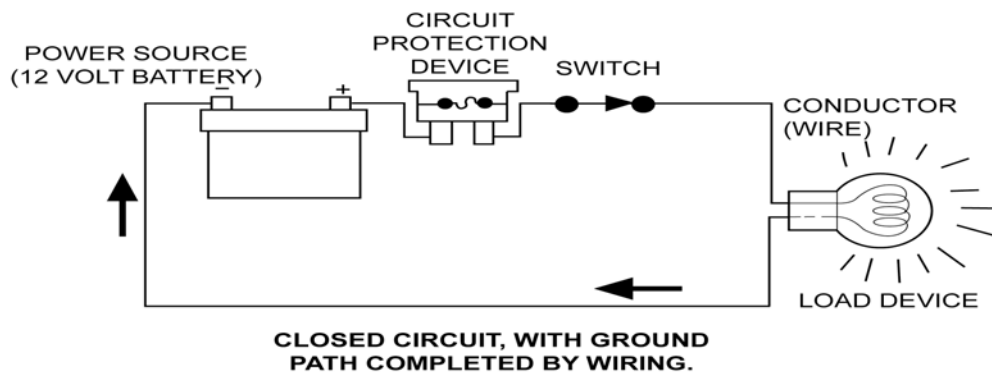 POWER SOURCE
(12 VOLT BATTERY)
− +
CIRCUIT
PROTECTION
DEVICE
SWITCH
CONDUCTOR
(WIRE)
LOAD DEVICE
CLOSED CIRCUIT, WITH GROUND
PATH COMPLETED BY WIRING.